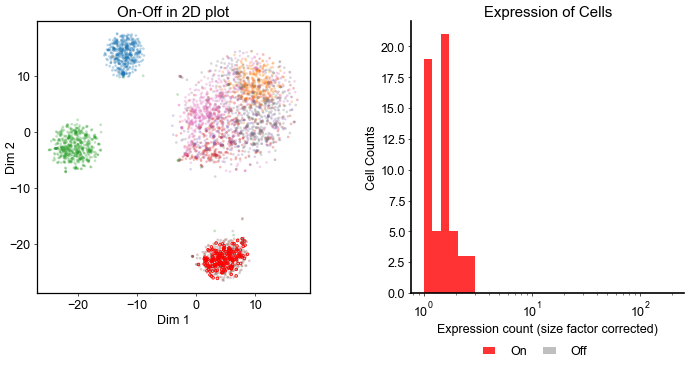 On-Off in 2D plot
Dim 2
10
0
−10
−20
−20
−10
0
10
Dim 1
Expression of Cells
Cell Counts
20.0
17.5
15.0
12.5
10.0
7.5
5.0
2.5
0.0
10^0
10^1
10^2
Expression count (size factor corrected)
On
Off